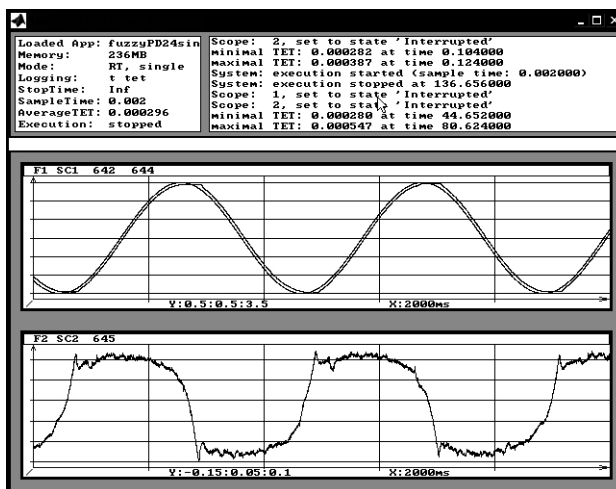 Loaded App: fuzzyPD24sin
Memory: 236MB
Mode: RT, single
Logging: t tet
StopTime: Inf
SampleTime: 0.002
AverageTET: 0.000296
Execution: stopped
Scope: 2, set to state 'Interrupted'
minimal TET: 0.000282 at time 0.104000
maximal TET: 0.000387 at time 0.124000
System: execution started (sample time: 0.002000)
System: execution stopped at 136.656000
Scope: 1, set to state 'Interrupted'
Scope: 2, set to state 'Interrupted'
minimal TET: 0.000280 at time 44.652000
maximal TET: 0.000547 at time 80.624000
F1 SC1 642 644
Y:0.5:0.5:3.5 X:2000ms
F2 SC2 645
Y:-0.15:0.05:0.1 X:2000ms